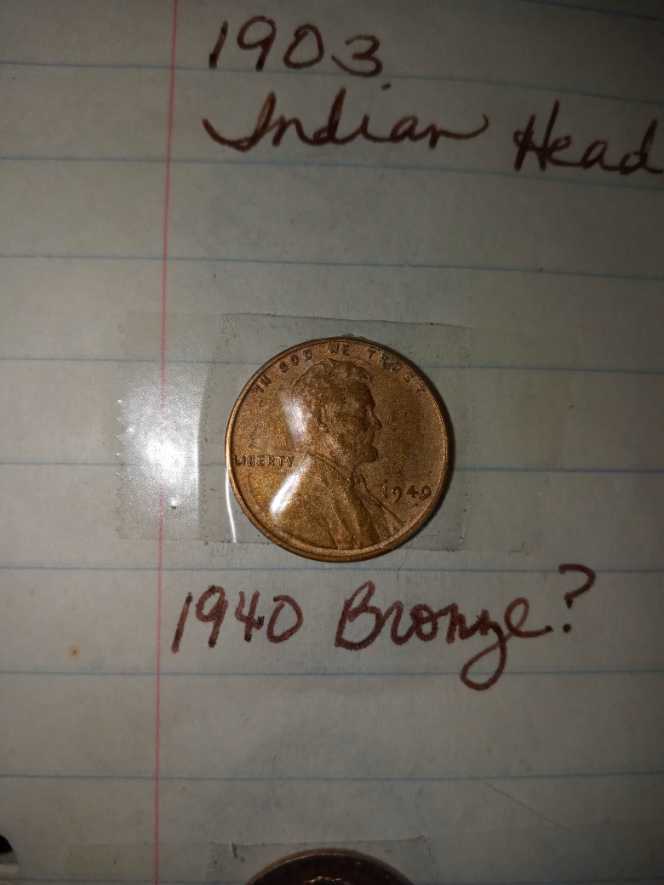 1903
Indian Head
IN GOD WE TRUST
LIBERTY
1940
1940 Bronze?